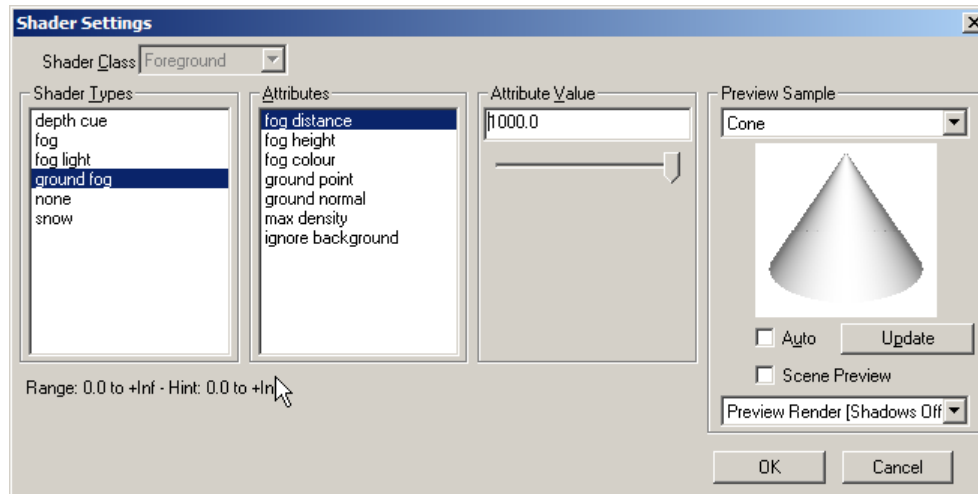 Shader Settings
Shader Class Foreground
Shader Types
depth cue
fog
fog light
ground fog
none
snow
Attributes
fog distance
fog height
fog colour
ground point
ground normal
max density
ignore background
Attribute Value
1000.0
Preview Sample
Cone
Auto
Update
Scene Preview
Preview Render [Shadows Off
Range: 0.0 to +Inf - Hint: 0.0 to +In
OK
Cancel